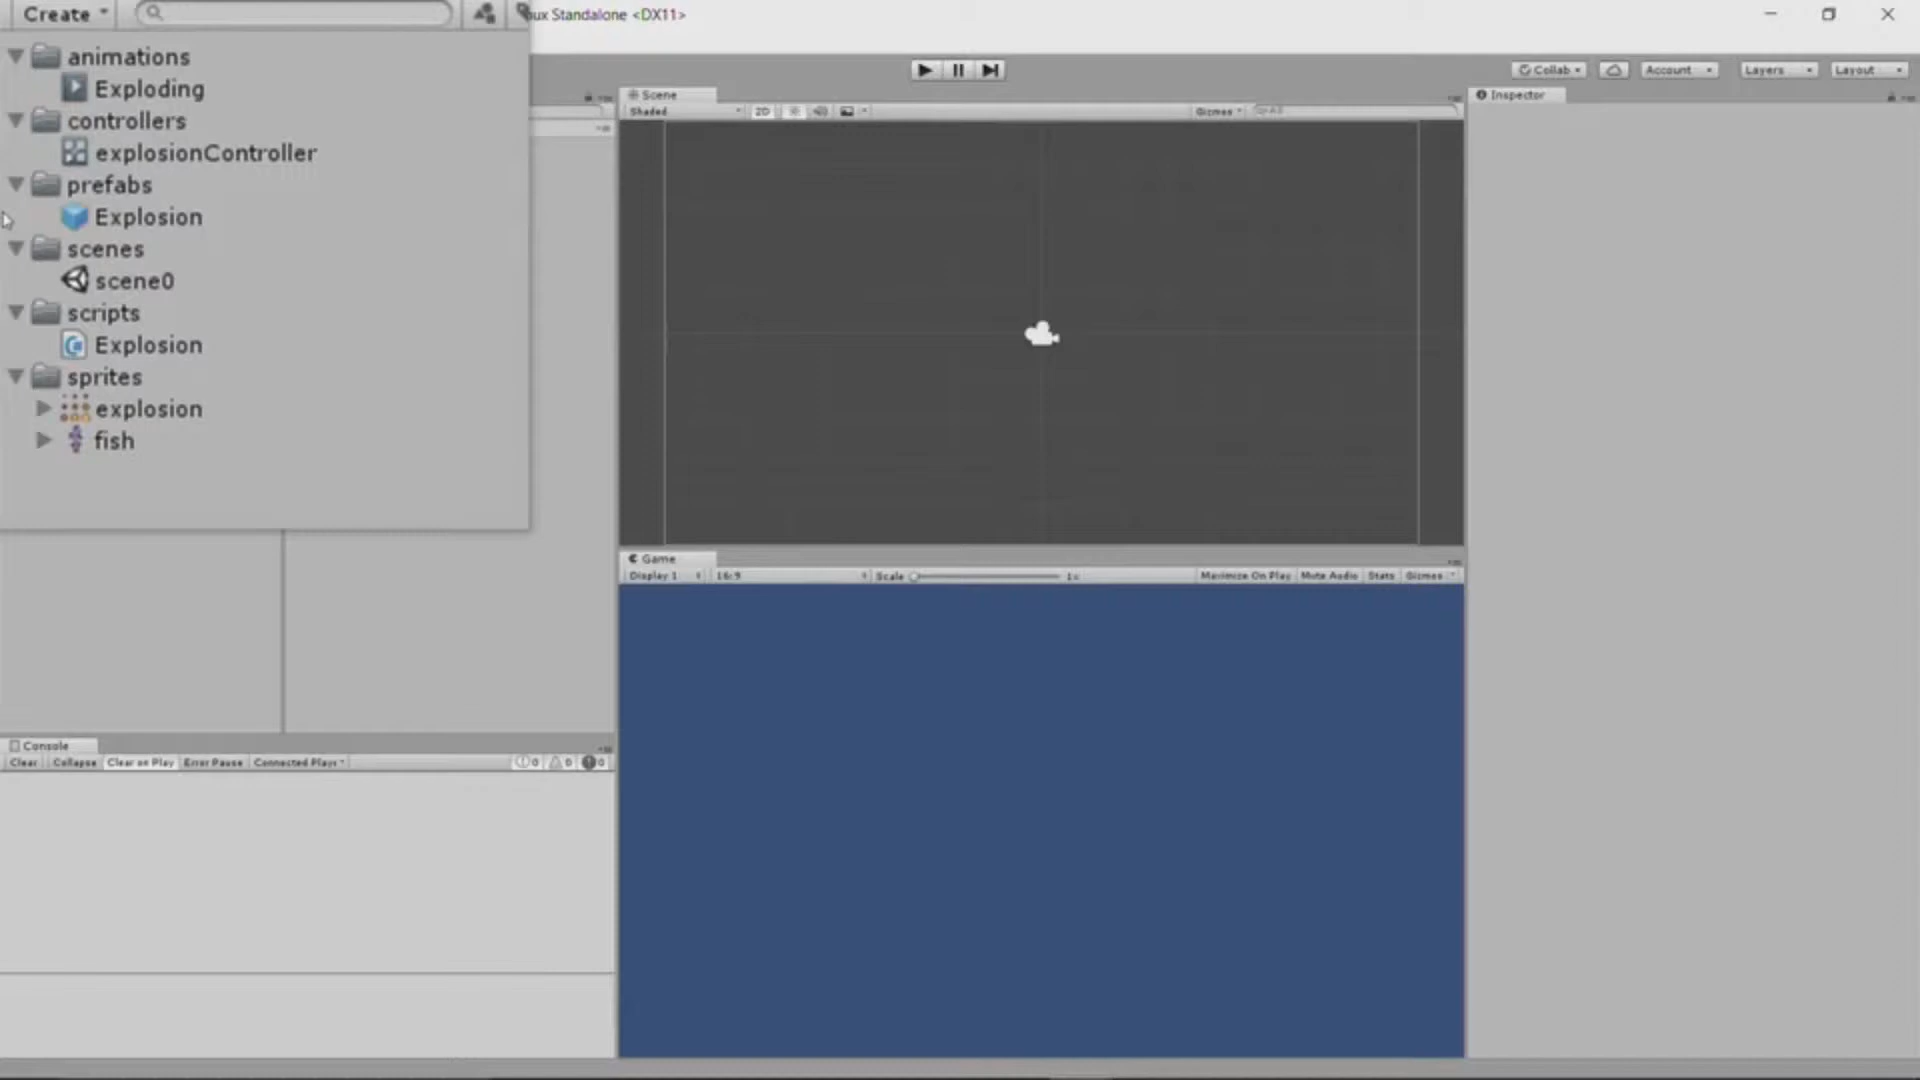 Create
ux Standalone <DX11>
animations
Exploding
controllers
explosionController
prefabs
Explosion
scenes
scene0
scripts
Explosion
sprites
explosion
fish
Collab
Account
Layers
Layout
Scene
Shaded
2D
Gizmos
All
Inspector
Game
Display 1
16:9
Scale
1x
Maximize On Play
Mute Audio
Stats
Gizmos
Console
Clear
Collapse
Clear on Play
Error Pause
Connected Player
0
0
0